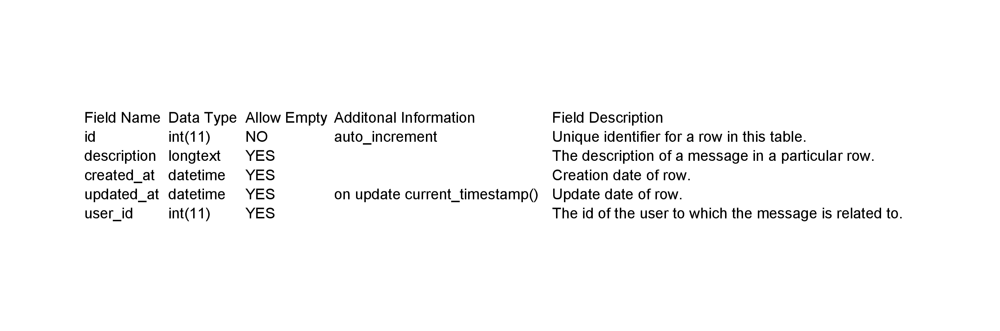 Field Name Data Type Allow Empty Additonal Information Field Description
id int(11) NO auto_increment Unique identifier for a row in this table.
description longtext YES The description of a message in a particular row.
created_at datetime YES Creation date of row.
updated_at datetime YES on update current_timestamp() Update date of row.
user_id int(11) YES The id of the user to which the message is related to.